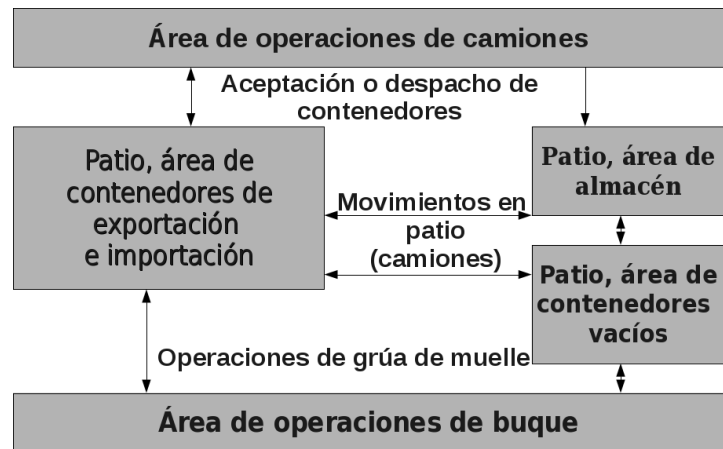 Área de operaciones de camiones
Aceptación o despacho de
contenedores
Patio, área de
contenedores de
exportación
e importación
Patio, área de
almacén
Movimientos en
patio
(camiones)
Patio, área de
contenedores
vacíos
Operaciones de grúa de muelle
Área de operaciones de buque